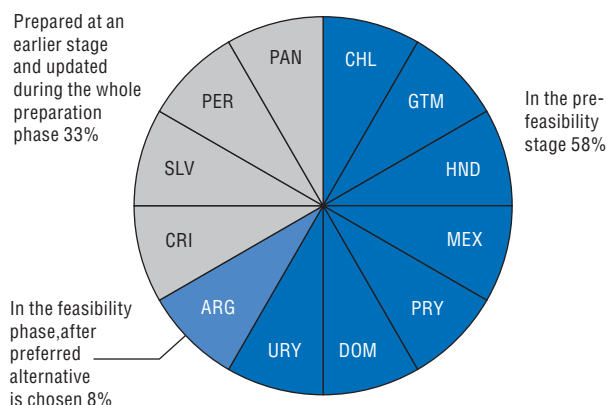 Prepared at an
earlier stage
and updated
during the whole
preparation
phase 33%
PAN
CHL
PER
GTM
In the pre-
feasibility
stage 58%
SLV
HND
CRI
MEX
ARG
PRY
URY
DOM
In the feasibility
phase,after
preferred
alternative
is chosen 8%